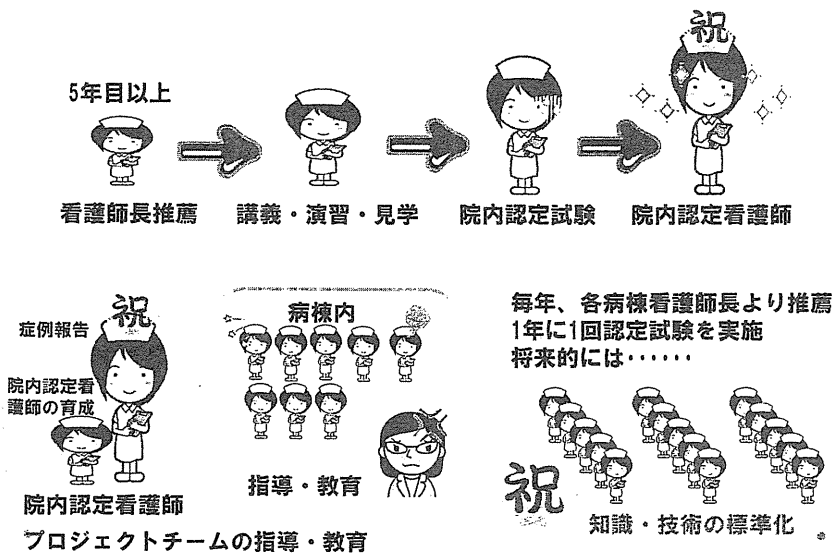 祝
5年目以上
看護師長推薦
講義・演習・見学
院内認定試験
院内認定看護師
祝
症例報告
院内認定看
護師の育成
院内認定看護師
病棟内
指導・教育
プロジェクトチームの指導・教育
毎年、各病棟看護師長より推薦
1年に1回認定試験を実施
将来的には・・・・・・
祝
知識・技術の標準化